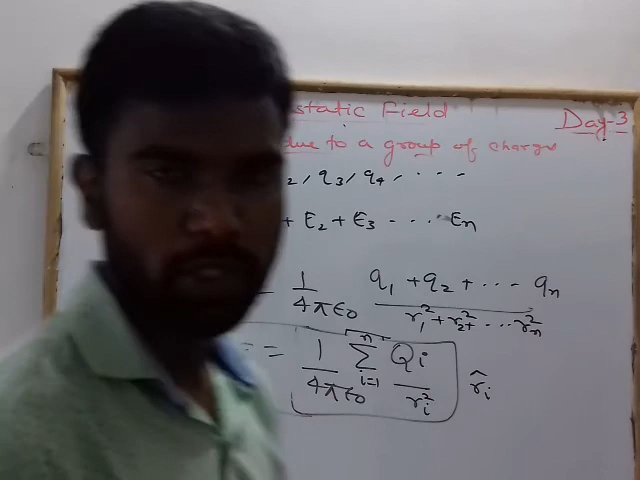 static Field
Day-3
due to a group of charges
2, q3, q4, ....
+ E2 + E3 ---- En
1/4πϵ0 q1 + q2 + ... qn / r1² + r2² + ... rn²
= 1/4πϵ0 n Σ i=1 Qi/ri² r̂i